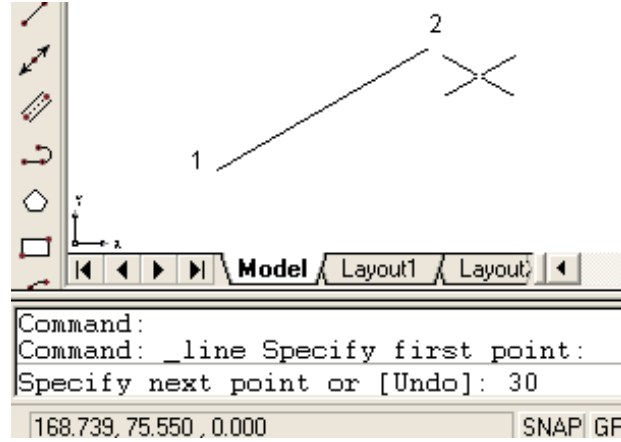 2
1
Y
X
Model Layout1 Layout
Command:
Command: _line Specify first point:
Specify next point or [Undo]: 30
168.739, 75.550 , 0.000 SNAP